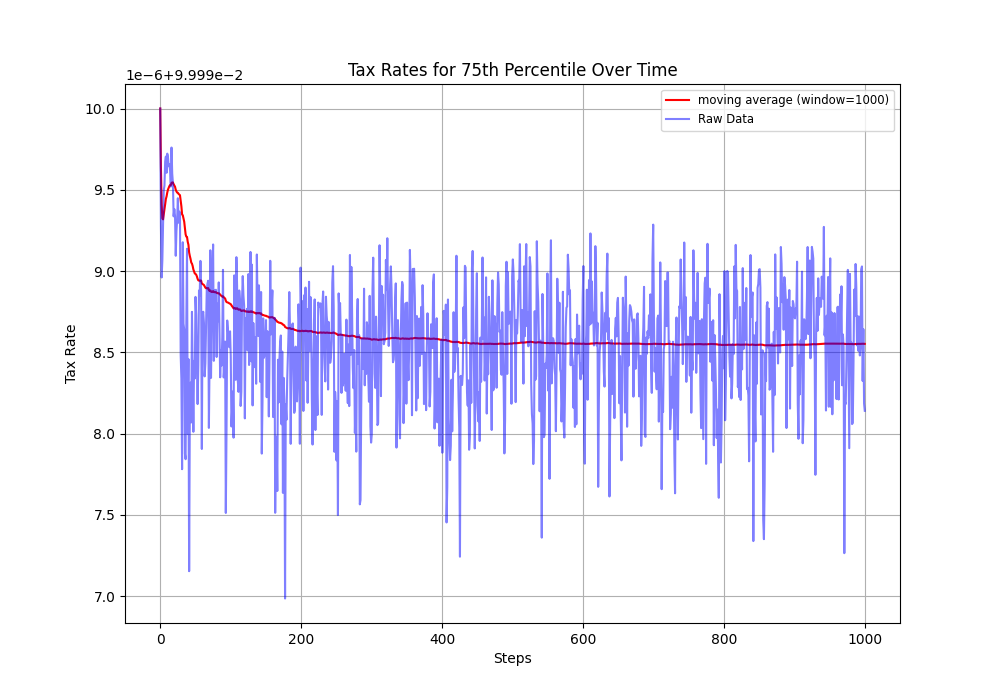 Tax Rates for 75th Percentile Over Time
1e−6+9.999e−2
moving average (window=1000)
Raw Data
10.0
9.5
9.0
8.5
8.0
7.5
7.0
Tax Rate
0 200 400 600 800 1000
Steps